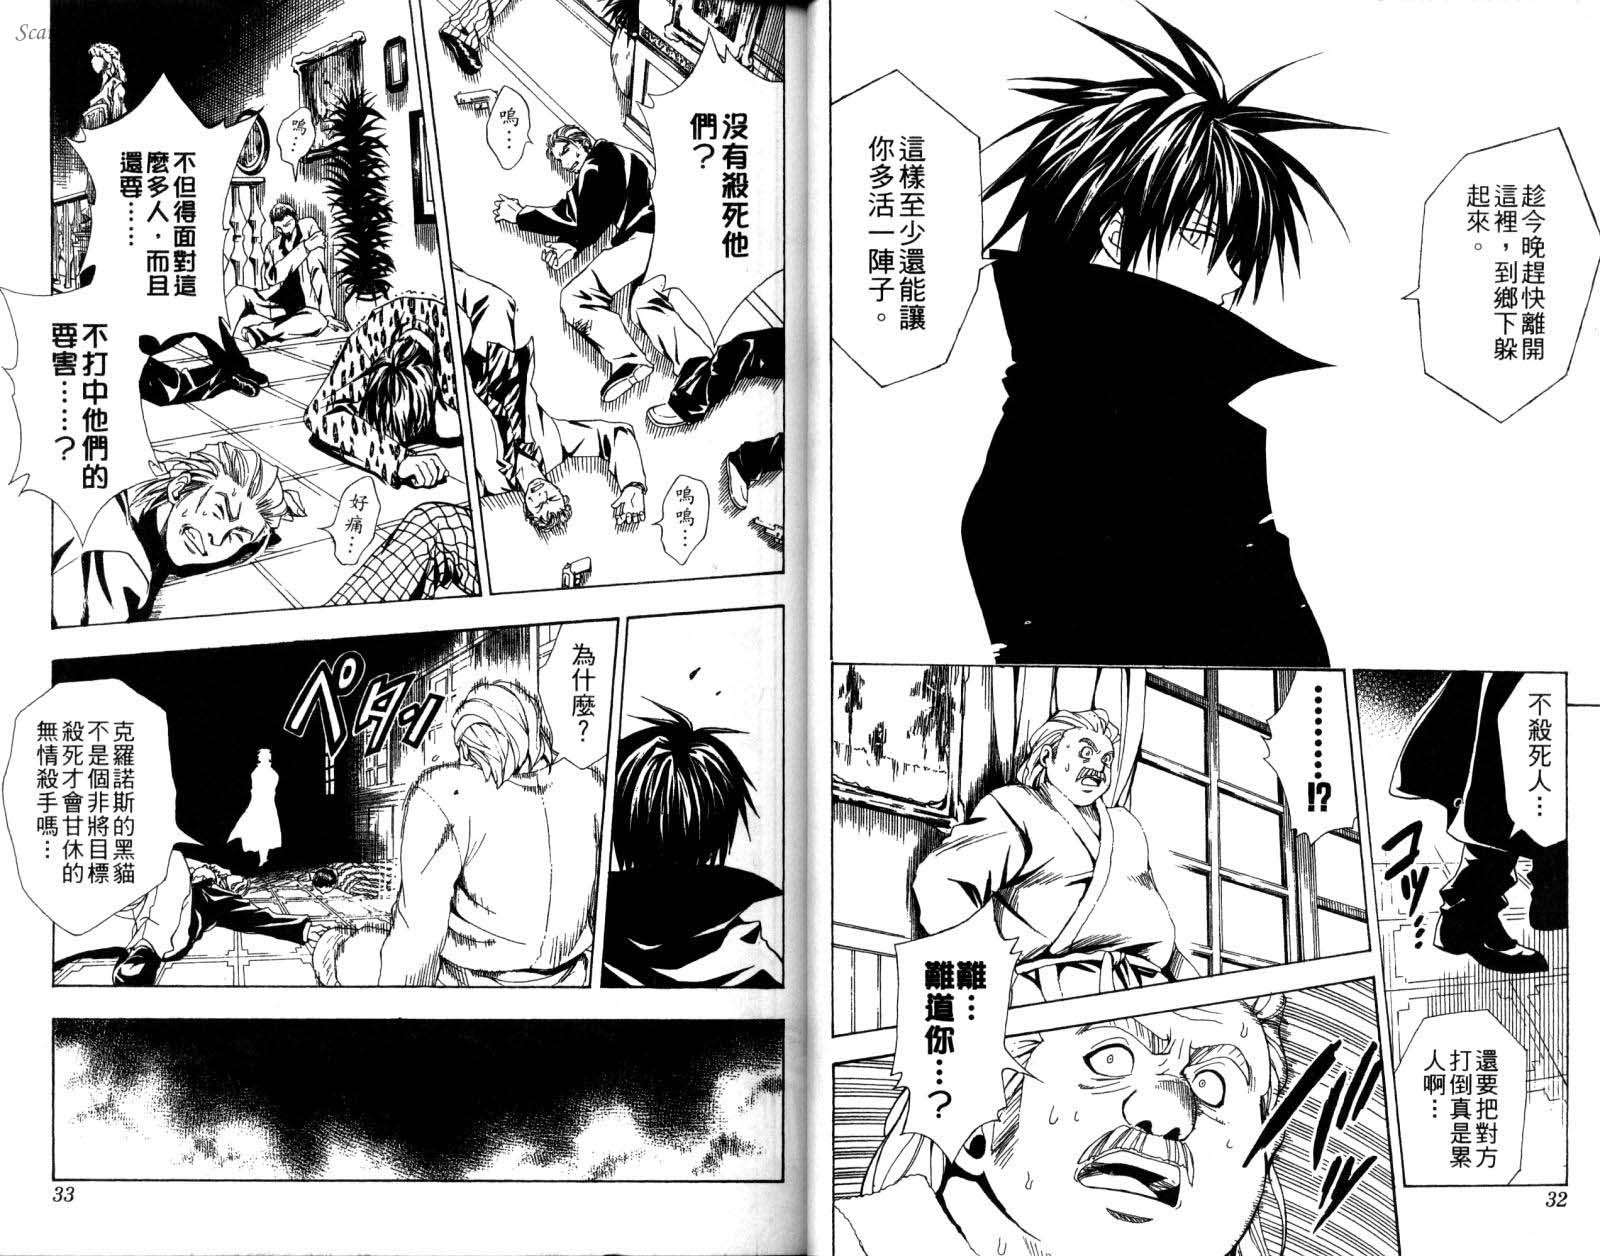 趁今晚趕快離開
這裡，到鄉下躲
起來。
這樣至少還能讓
你多活一陣子。
不殺死人…
コッ…
還要把對方
打倒真是累
人啊…
………!?
難…
難道你…？
32
沒有殺死他
們？
嗚…
嗚嗚…
嗚…
不但得面對這
麼多人，而且
還要……
不打中他們的
要害……？
好痛…
為什麼？
ペタイ
克羅諾斯的黑貓
不是個非將目標
殺死才會甘休的
無情殺手嗎…
33